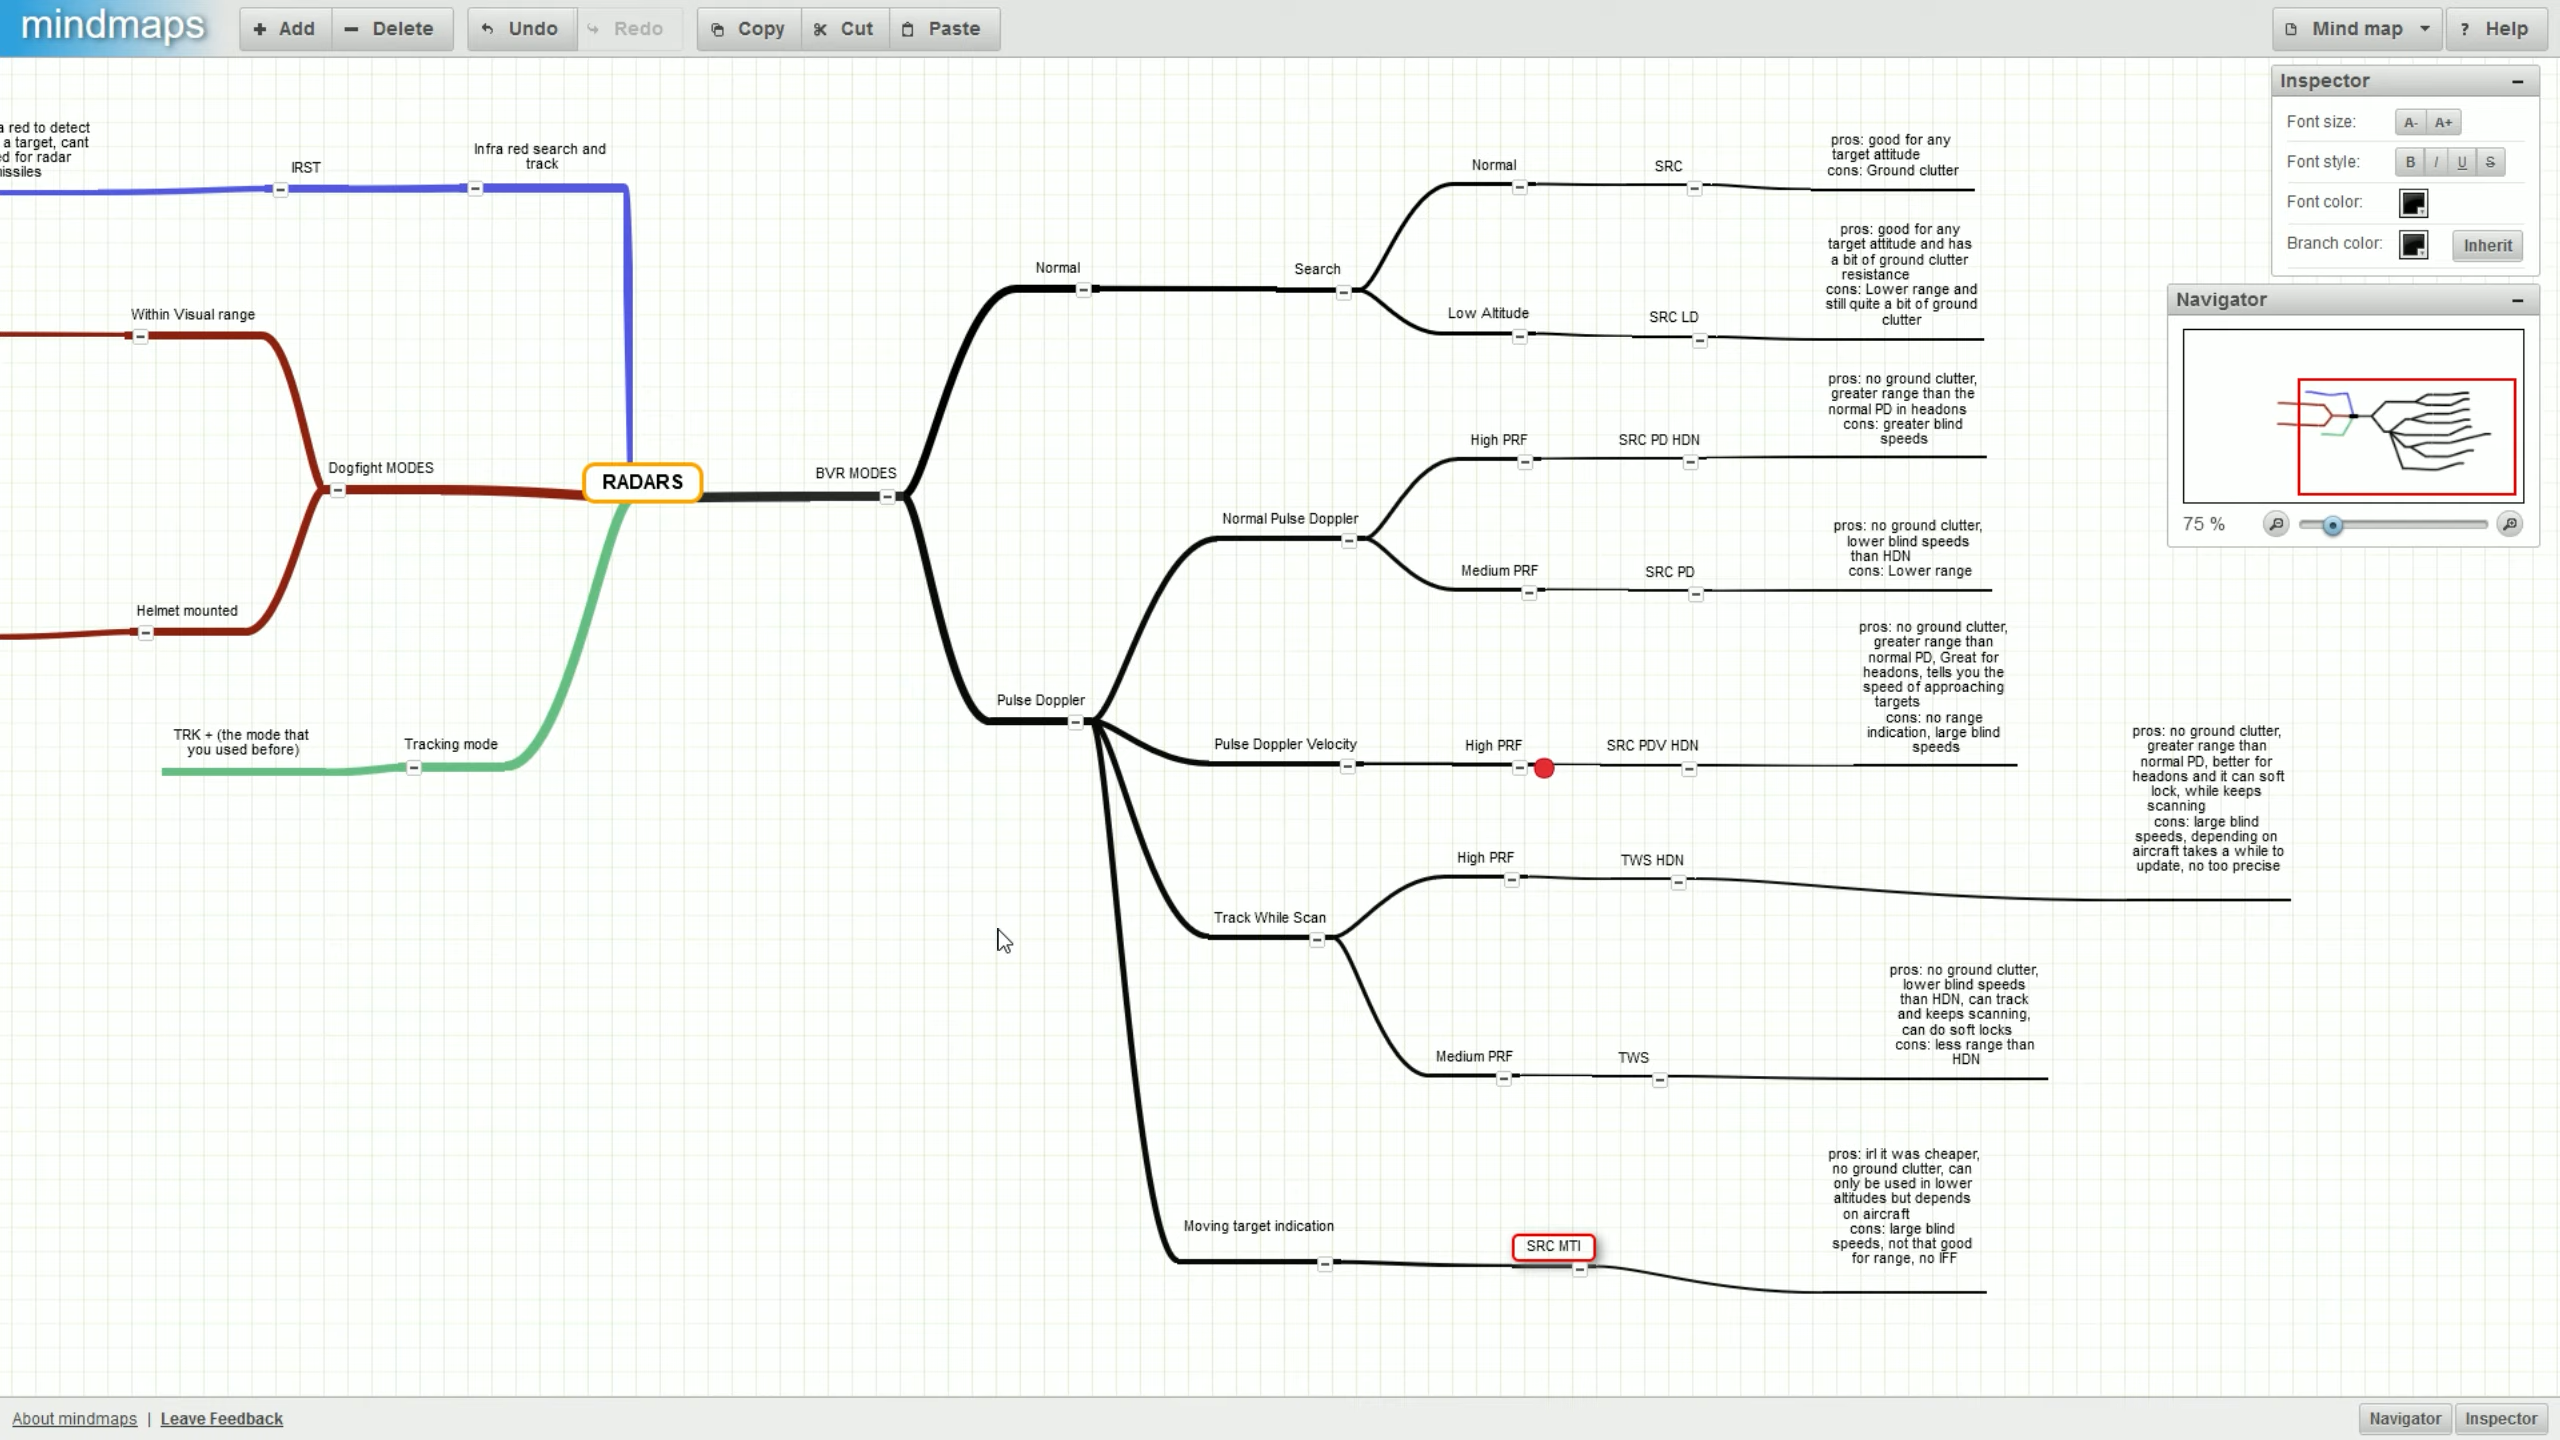 mindmaps
Add
Delete
Undo
Redo
Copy
Cut
Paste
Mind map
? Help
Inspector
Font size:
A-
A+
Font style:
B
I
U
S
Font color:
Branch color:
Inherit
Navigator
75 %
a red to detect
a target, cant
ed for radar
IRST
Infra red search and
track
Within Visual range
Dogfight MODES
Helmet mounted
TRK + (the mode that
you used before)
Tracking mode
RADARS
BVR MODES
Normal
Search
Normal
SRC
pros: good for any
target attitude
cons: Ground clutter
Low Altitude
SRC LD
pros: good for any
target attitude and has
a bit of ground clutter
resistance
cons: Lower range and
still quite a bit of ground
clutter
Pulse Doppler
Normal Pulse Doppler
High PRF
SRC PD HDN
pros: no ground clutter,
greater range than the
normal PD in headons
cons: greater blind
speeds
Medium PRF
SRC PD
pros: no ground clutter,
lower blind speeds
than HDN
cons: Lower range
Pulse Doppler Velocity
High PRF
SRC PDV HDN
pros: no ground clutter,
greater range than
normal PD, Great for
headons, tells you the
speed of approaching
targets
cons: no range
indication, large blind
speeds
Track While Scan
High PRF
TWS HDN
pros: no ground clutter,
greater range than
normal PD, better for
headons and it can soft
lock, while keeps
scanning
cons: large blind
speeds, depending on
aircraft takes a while to
update, no too precise
Medium PRF
TWS
pros: no ground clutter,
lower blind speeds
than HDN, can track
and keeps scanning,
can do soft locks
cons: less range than
HDN
Moving target indication
SRC MTI
pros: irl it was cheaper,
no ground clutter, can
only be used in lower
altitudes but depends
on aircraft
cons: large blind
speeds, not that good
for range, no IFF
About mindmaps | Leave Feedback
Navigator
Inspector